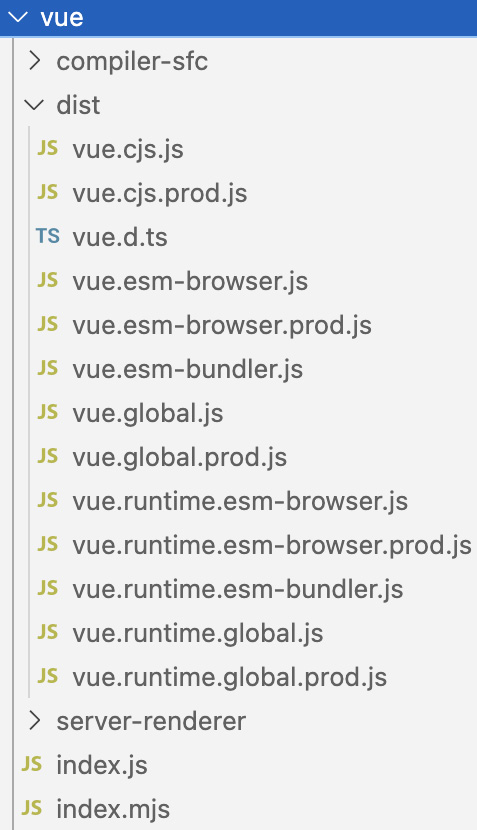 vue
compiler-sfc
dist
JS vue.cjs.js
JS vue.cjs.prod.js
TS vue.d.ts
JS vue.esm-browser.js
JS vue.esm-browser.prod.js
JS vue.esm-bundler.js
JS vue.global.js
JS vue.global.prod.js
JS vue.runtime.esm-browser.js
JS vue.runtime.esm-browser.prod.js
JS vue.runtime.esm-bundler.js
JS vue.runtime.global.js
JS vue.runtime.global.prod.js
server-renderer
JS index.js
JS index.mjs